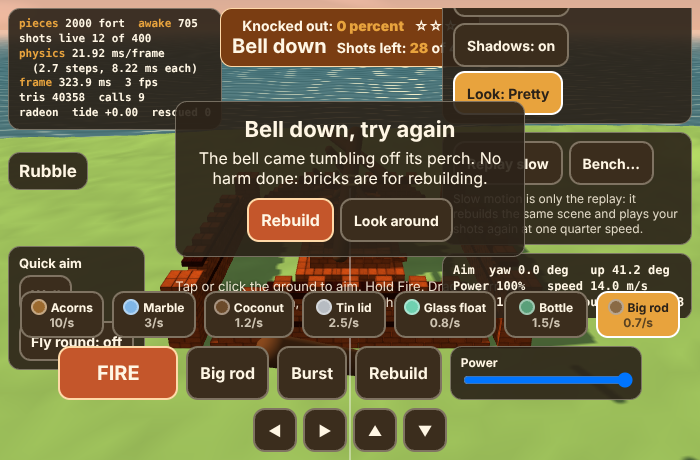 pieces 2000 fort awake 705
shots live 12 of 400
physics 21.92 ms/frame
(2.7 steps, 8.22 ms each)
frame 323.9 ms 3 fps
tris 40358 calls 9
radeon tide +0.00 rescued 0
Knocked out: 0 percent ☆☆
Bell down Shots left: 28 of
Shadows: on
Look: Pretty
Rubble
Bell down, try again
The bell came tumbling off its perch. No
harm done: bricks are for rebuilding.
Rebuild
Look around
slow
Bench...
Slow motion is only the replay: it
rebuilds the same scene and plays your
shots again at one quarter speed.
Quick aim
Fly round: off
Aim yaw 0.0 deg up 41.2 deg
Power 100% speed 14.0 m/s
Tap or click the ground to aim. Hold Fire.
Acorns
10/s
Marble
3/s
Coconut
1.2/s
Tin lid
2.5/s
Glass float
0.8/s
Bottle
1.5/s
Big rod
0.7/s
FIRE
Big rod
Burst
Rebuild
Power